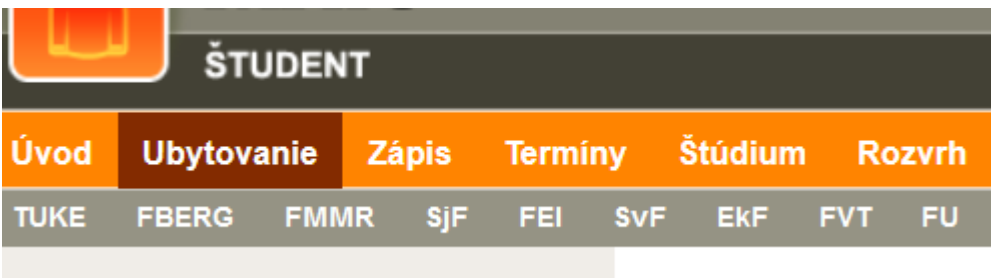 ŠTUDENT
Úvod Ubytovanie Zápis Termíny Štúdium Rozvrh
TUKE FBERG FMMR SjF FEI SvF EkF FVT FU